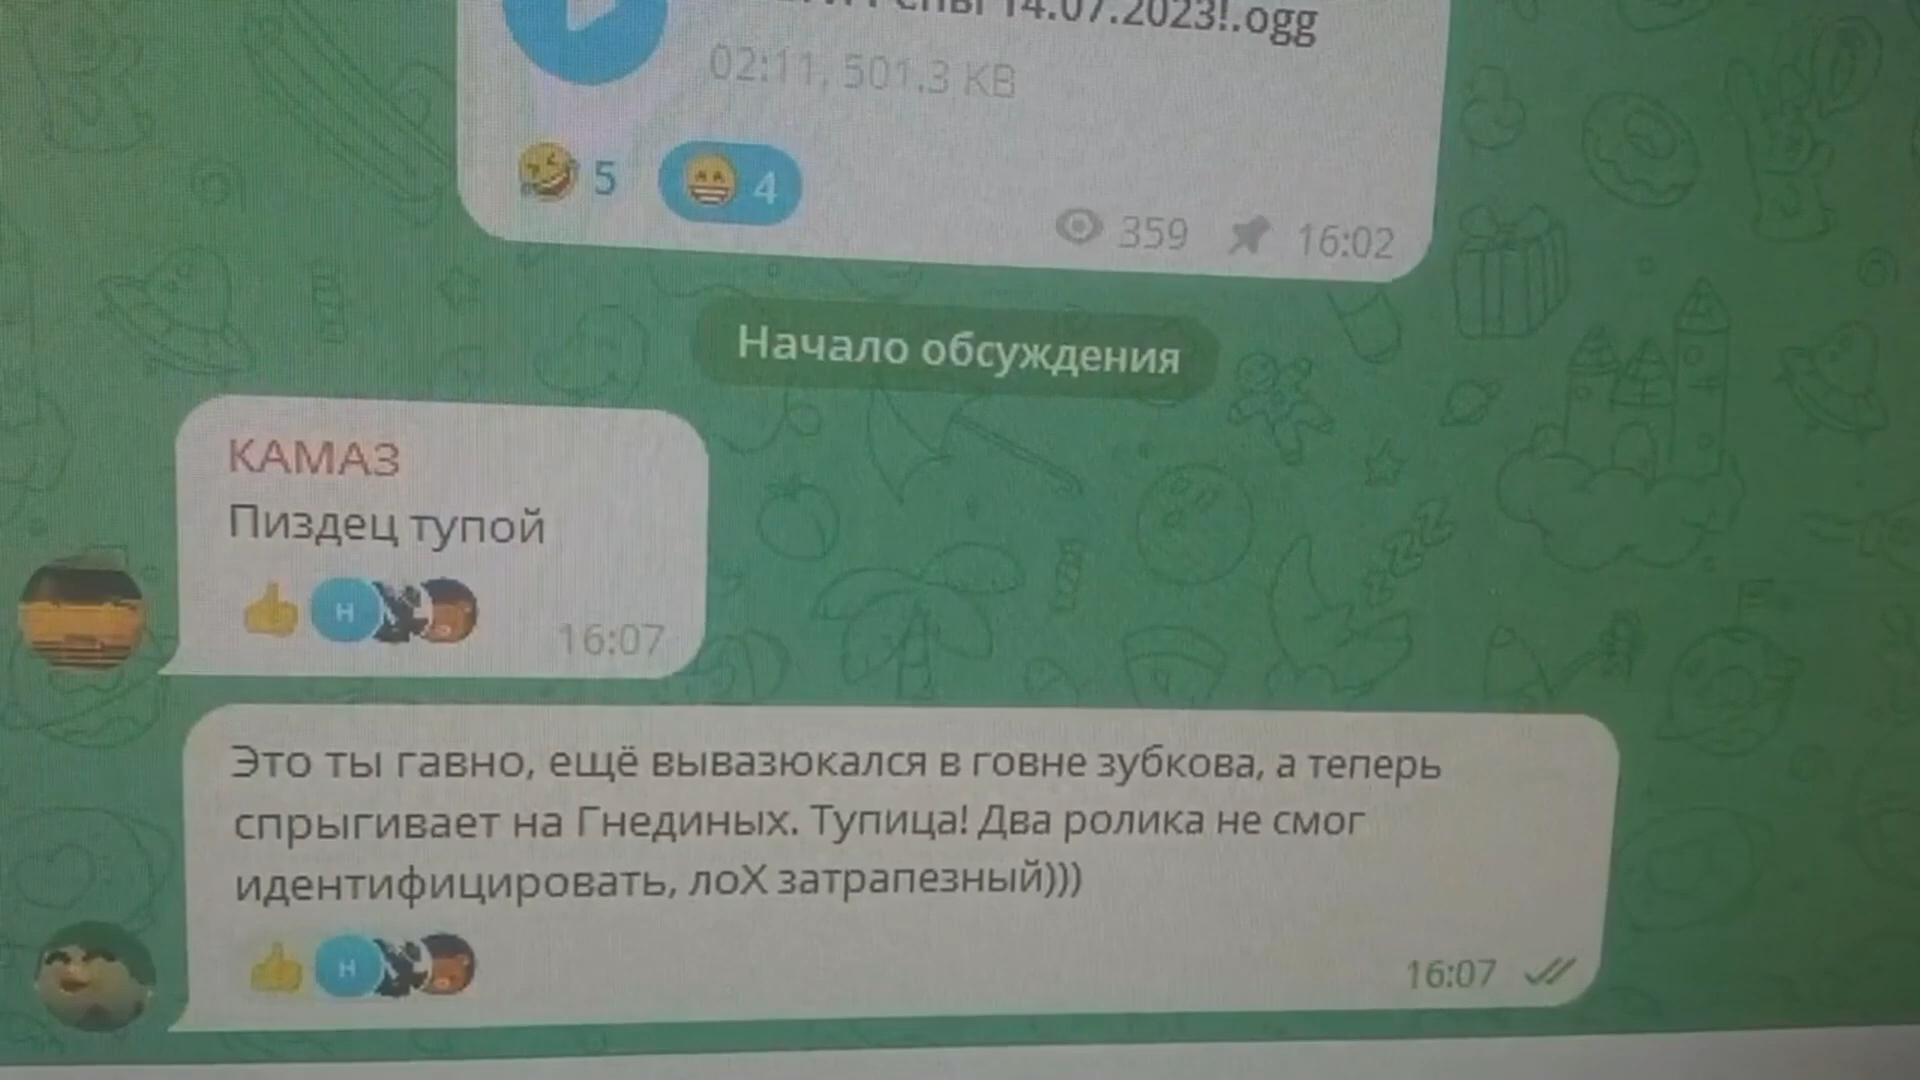 14.07.2023!.ogg
02:11, 501.3 KB
5 4
359 16:02
Начало обсуждения
КАМАЗ
Пиздец тупой
н
16:07
Это ты гавно, ещё вывазюкался в говне зубкова, а теперь
спрыгивает на Гнединых. Тупица! Два ролика не смог
идентифицировать, лоХ затрапезный)))
н
16:07